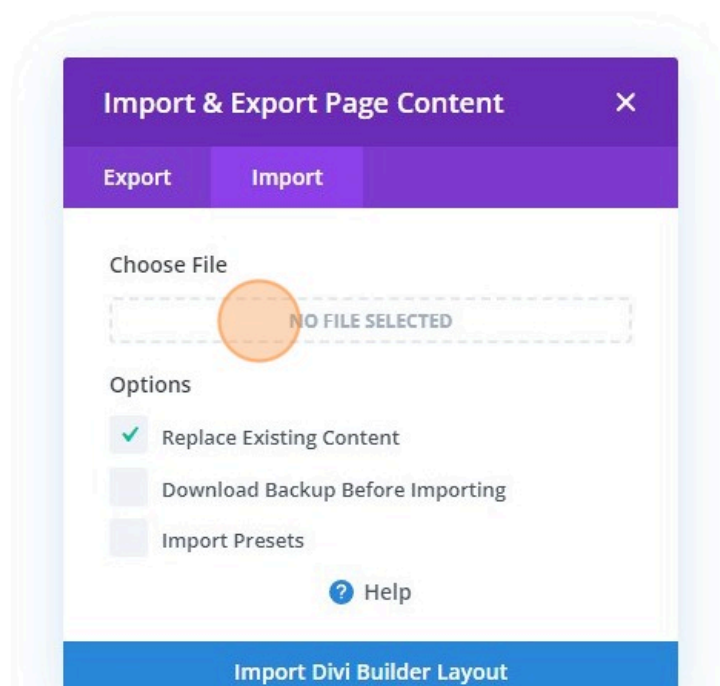 Import & Export Page Content
Export Import
Choose File
NO FILE SELECTED
Options
Replace Existing Content
Download Backup Before Importing
Import Presets
? Help
Import Divi Builder Layout